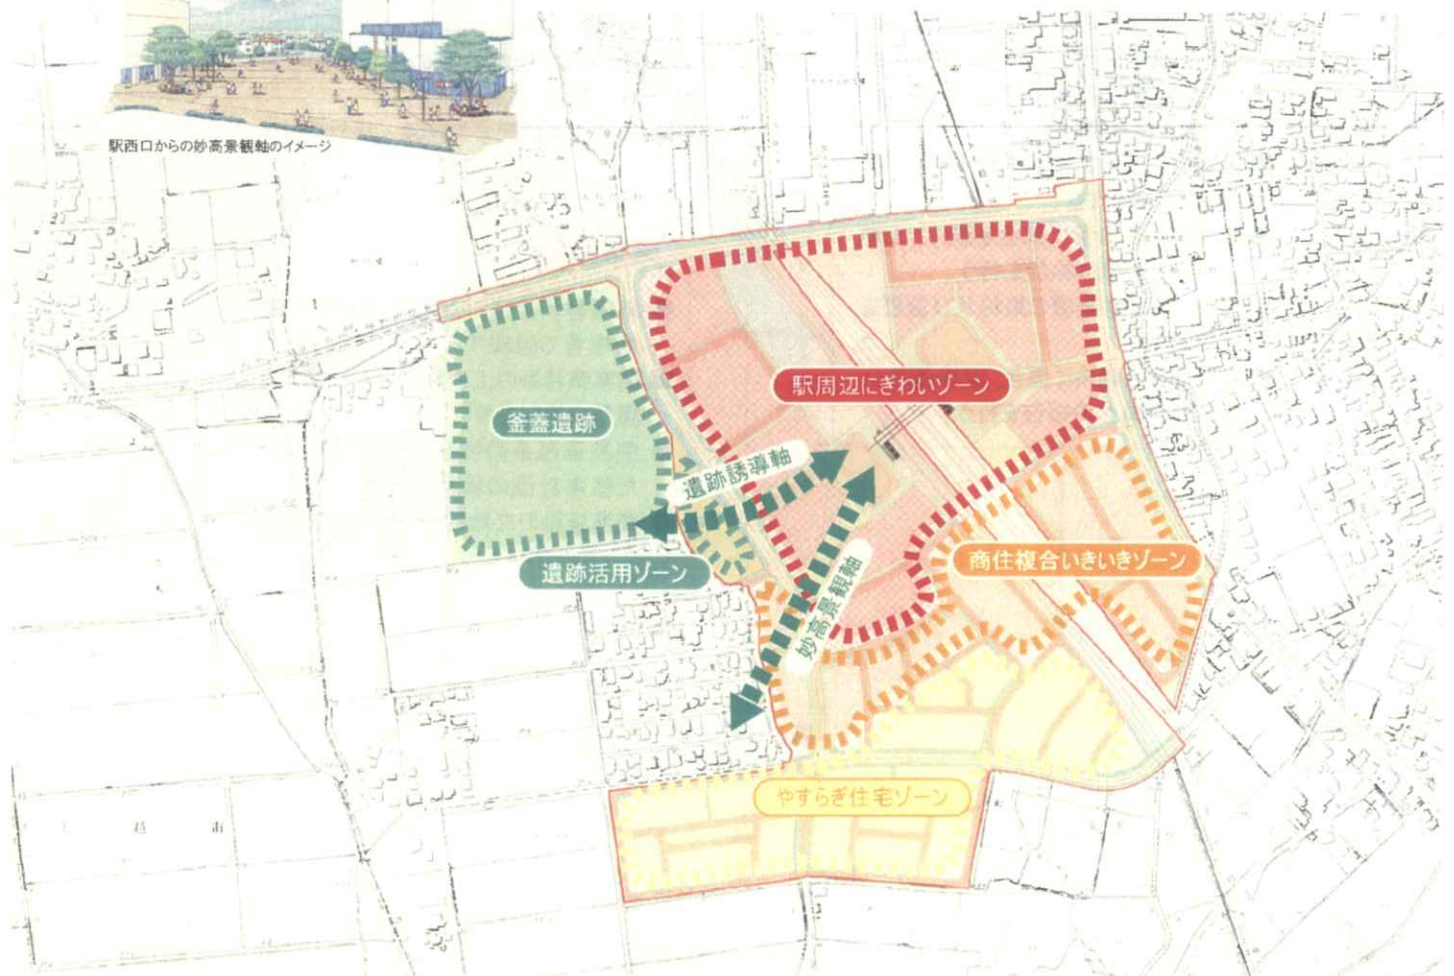 駅西口からの妙高景観軸のイメージ
駅周辺にぎわいゾーン
釜蓋遺跡
遺跡誘導軸
商住複合いきいきゾーン
遺跡活用ゾーン
妙高景観軸
やすらぎ住宅ゾーン
上越市